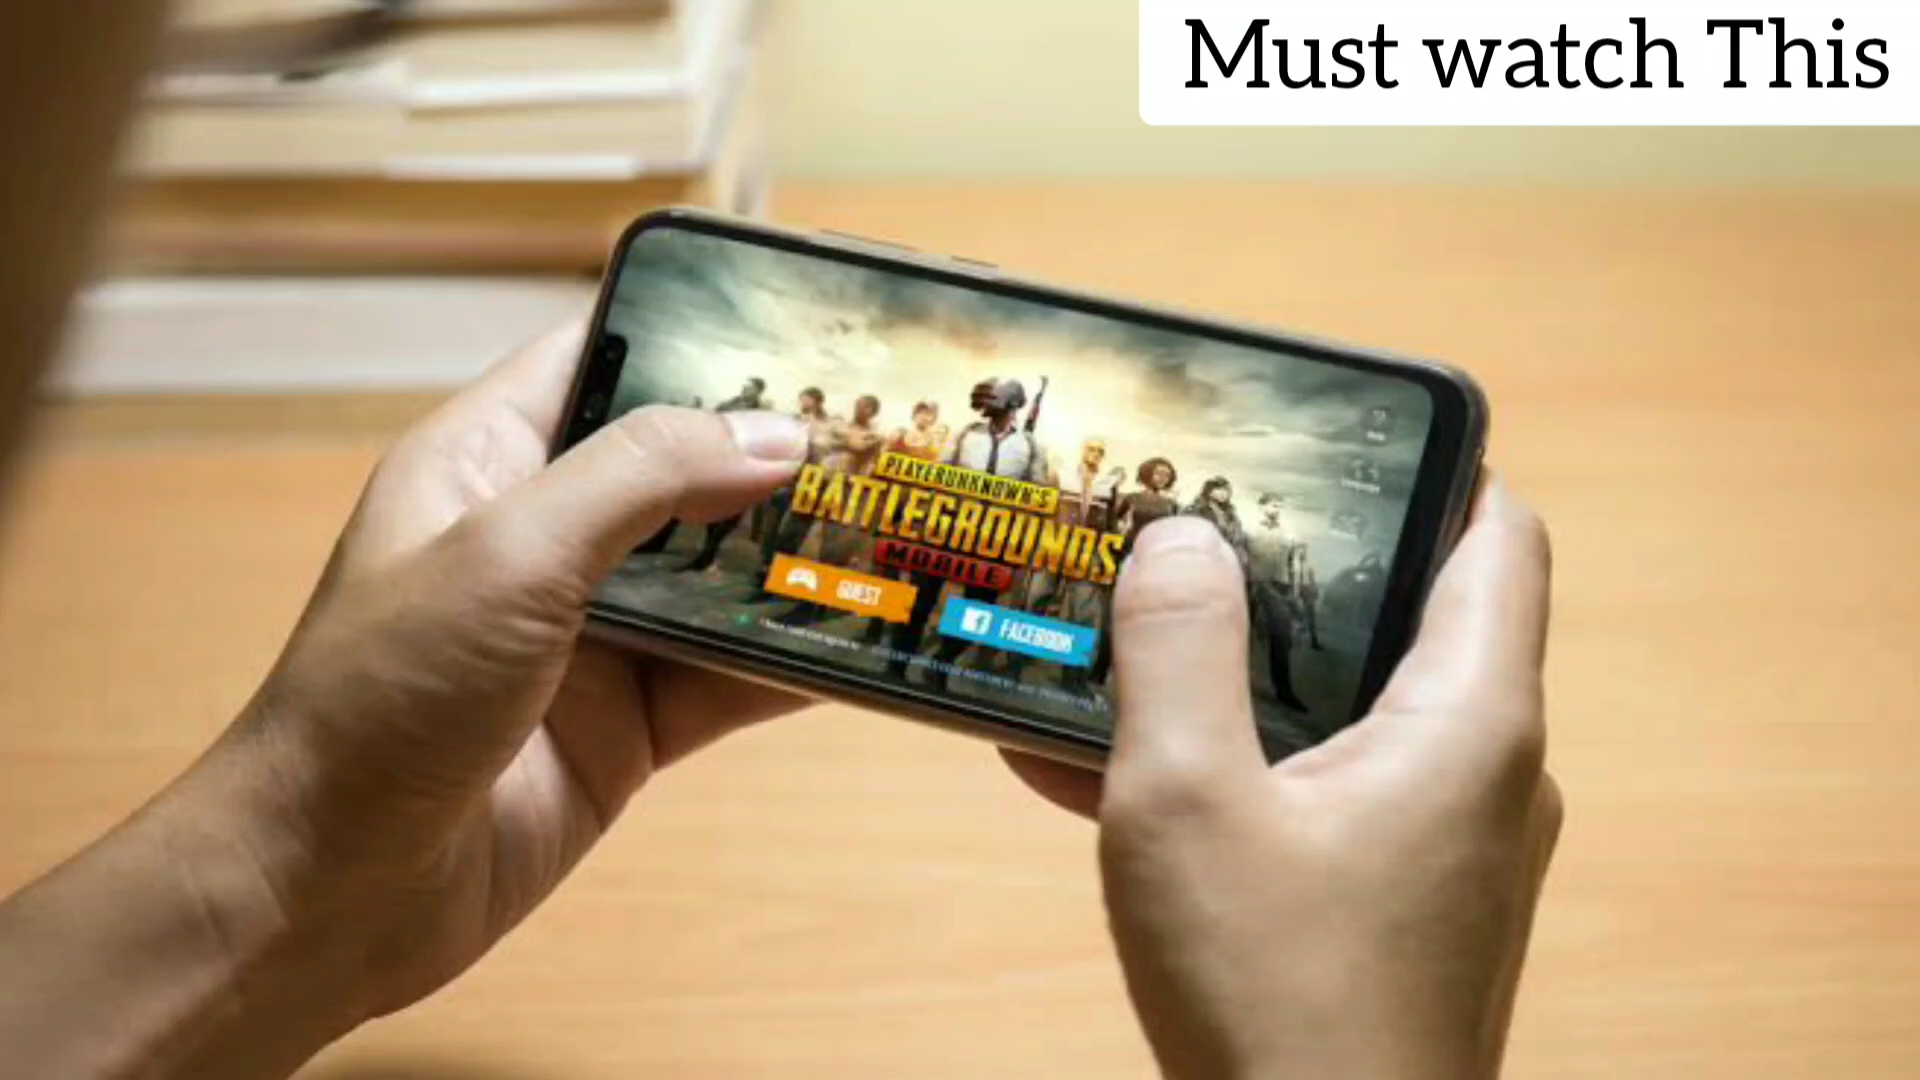 Must watch This
PLAYERUNKNOWN'S
BATTLEGROUNDS
MOBILE
GUEST
FACEBOOK